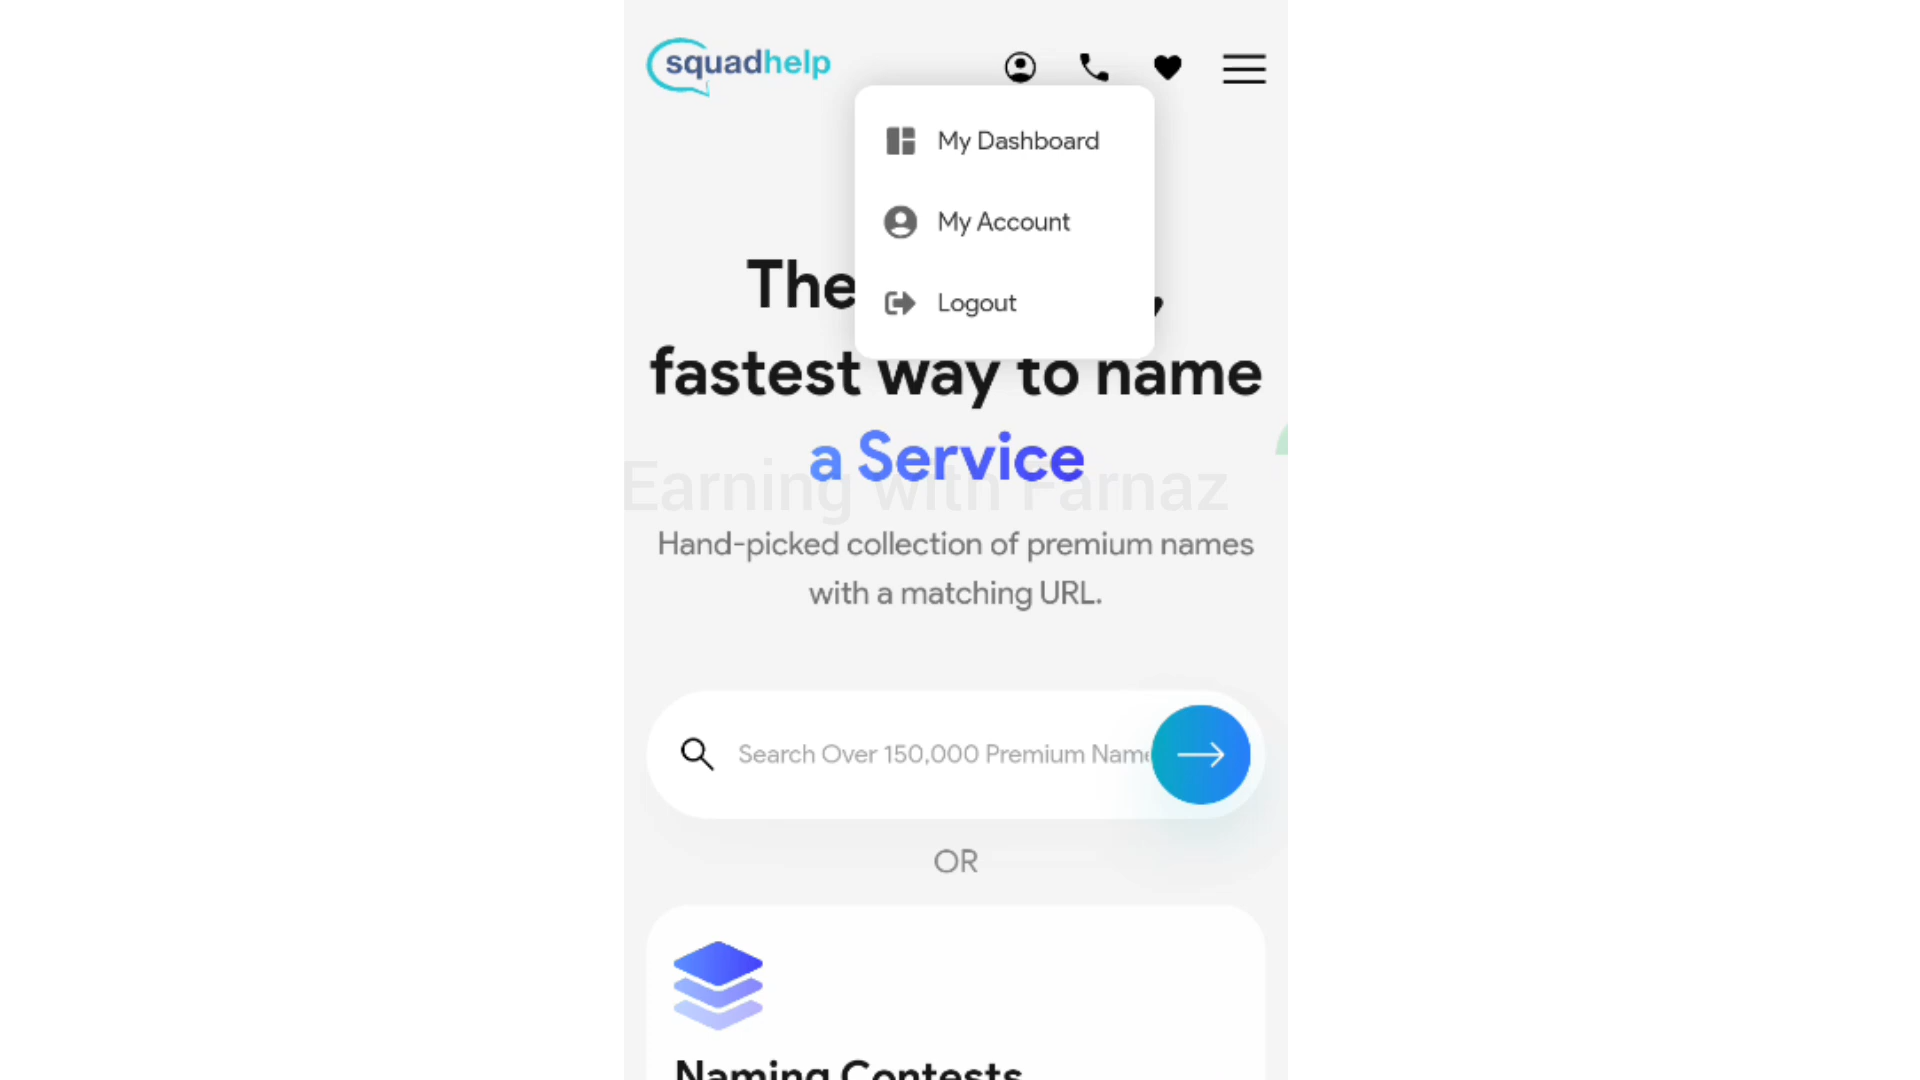 squadhelp
My Dashboard
My Account
Logout
The
fastest way to name
a Service
Earning with Farnaz
Hand-picked collection of premium names
with a matching URL.
Search Over 150,000 Premium Name
OR
Naming Contests